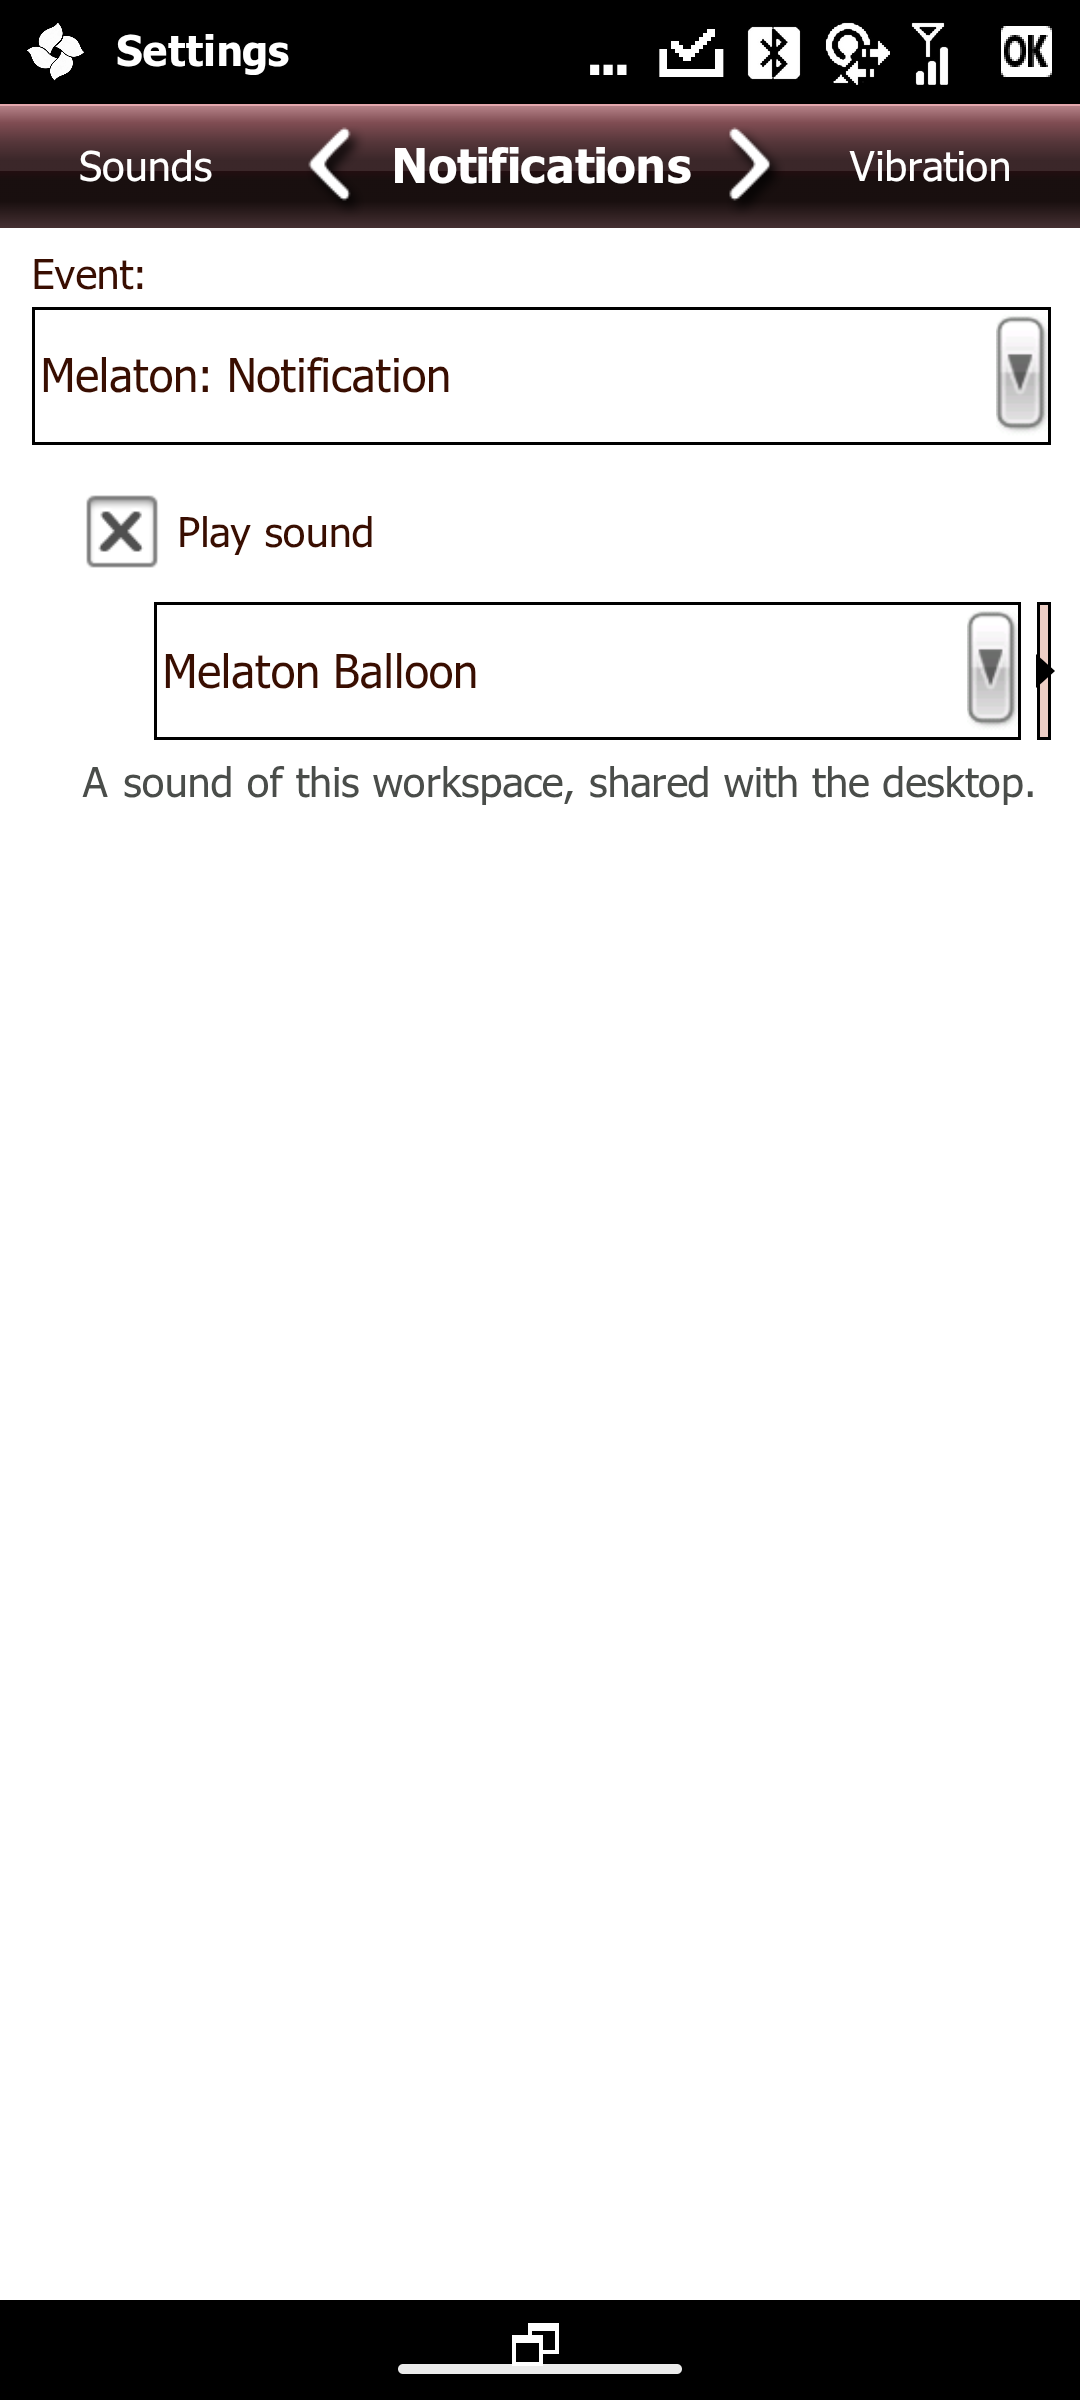 Settings
... OK
Sounds Notifications Vibration
Event:
Melaton: Notification
Play sound
Melaton Balloon
A sound of this workspace, shared with the desktop.